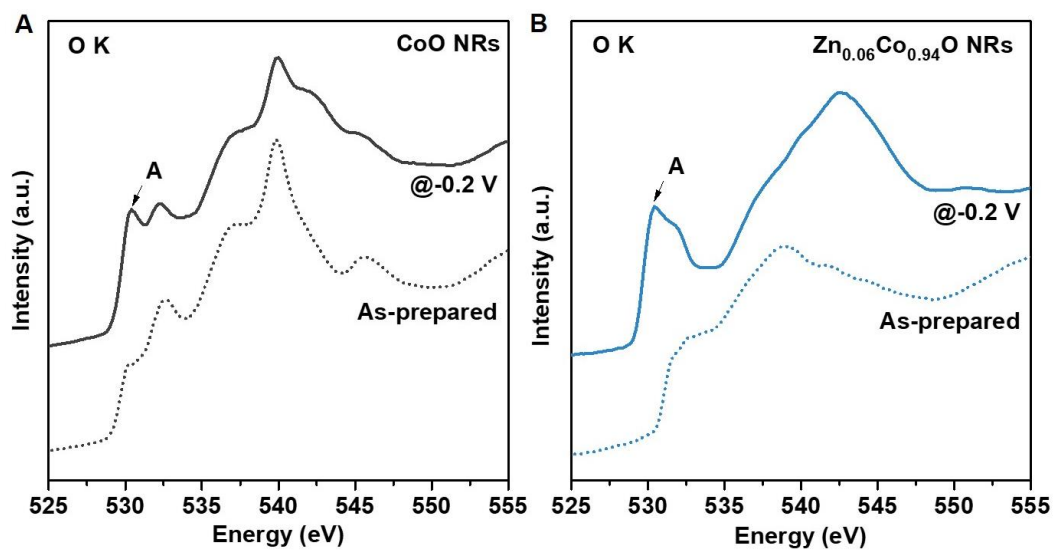 A
O K
CoO NRs
A
@-0.2 V
As-prepared
Intensity (a.u.)
525 530 535 540 545 550 555
Energy (eV)
B
O K
Zn0.06Co0.94O NRs
A
@-0.2 V
As-prepared
Intensity (a.u.)
525 530 535 540 545 550 555
Energy (eV)